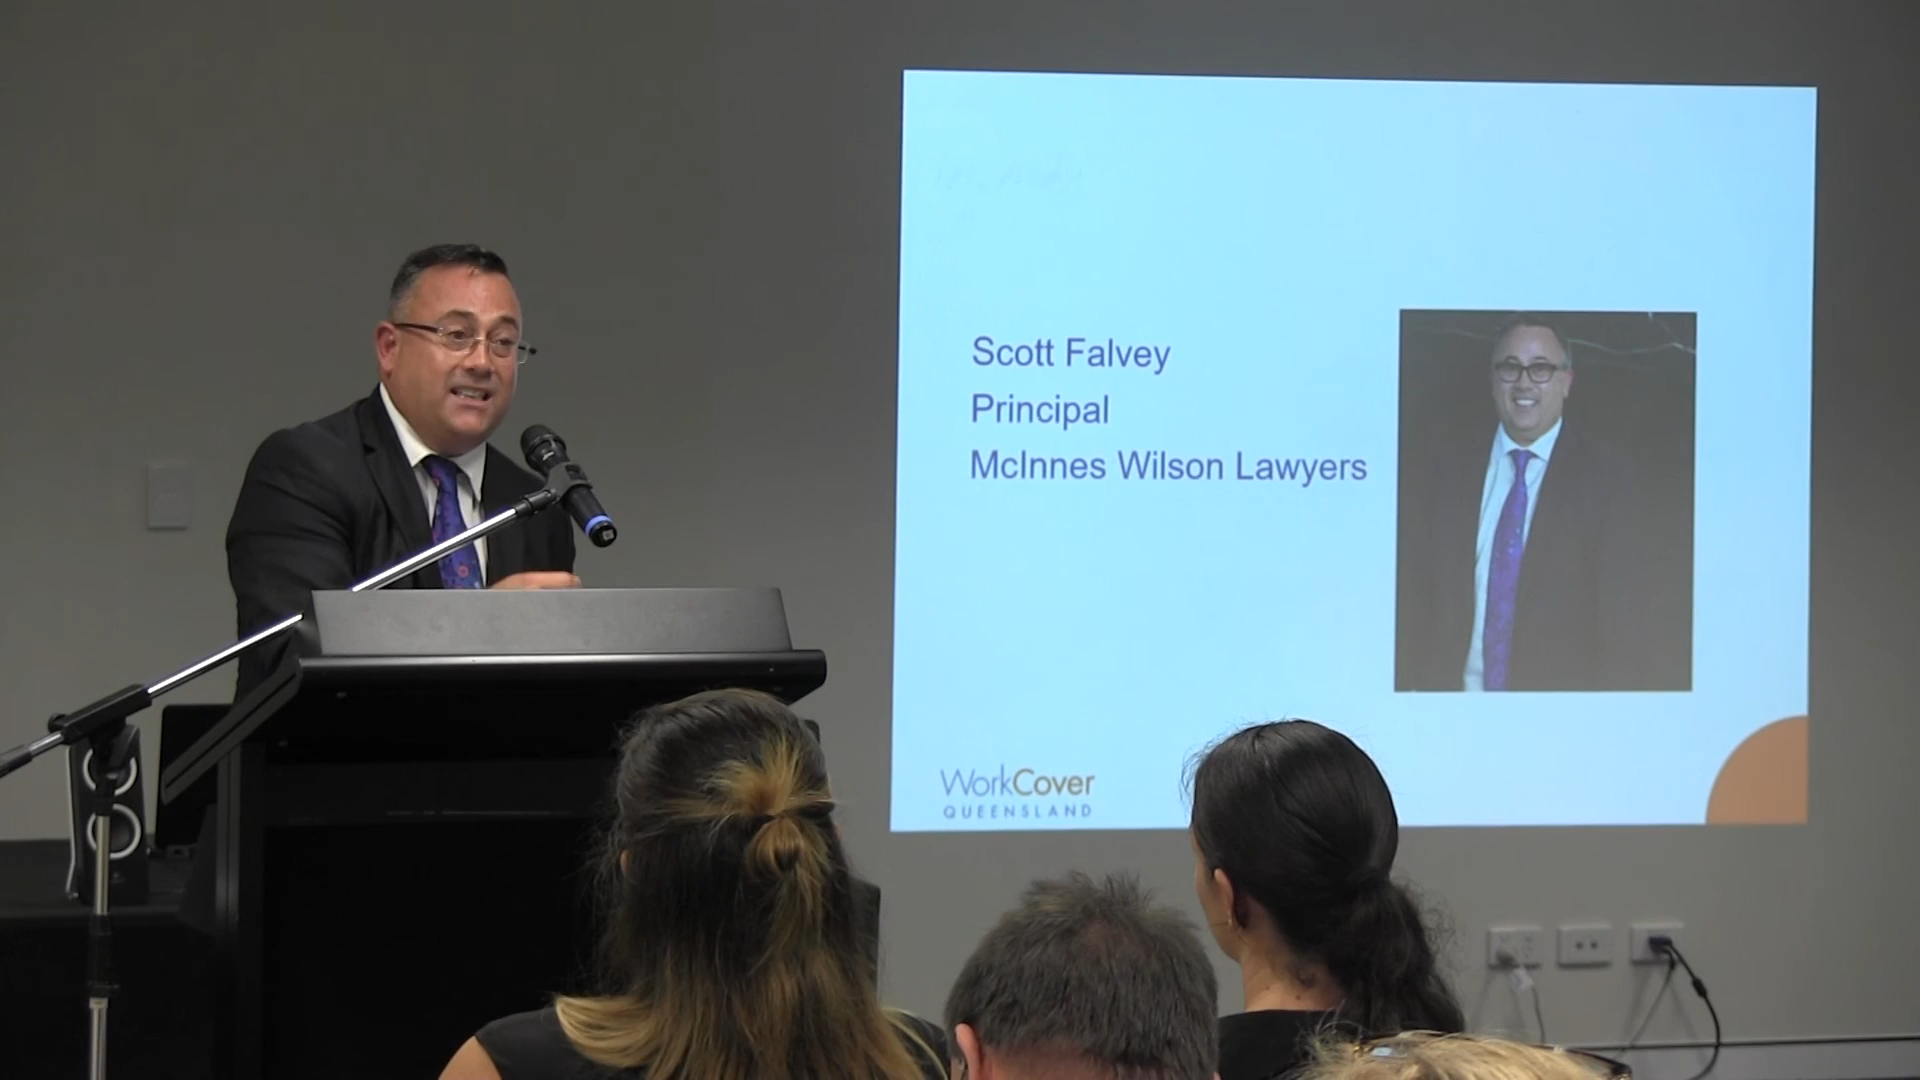 Scott Falvey
Principal
McInnes Wilson Lawyers
WorkCover
QUEENSLAND